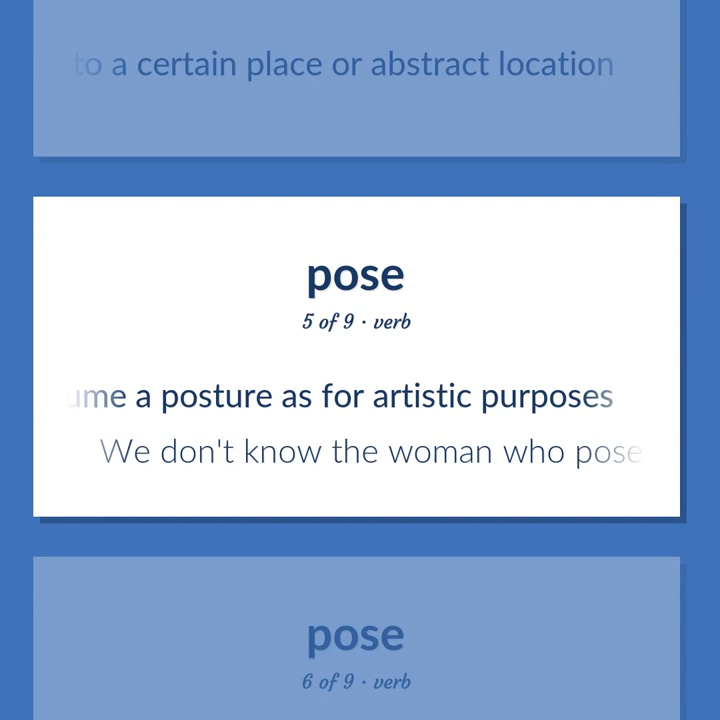 to a certain place or abstract location
pose
5 of 9 · verb
ume a posture as for artistic purposes
We don't know the woman who pose
pose
6 of 9 · verb